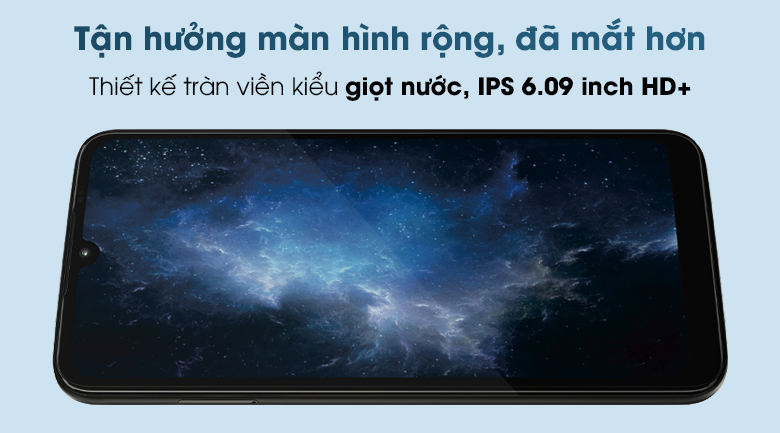 Tận hưởng màn hình rộng, đã mắt hơn
Thiết kế tràn viền kiểu giọt nước, IPS 6.09 inch HD+